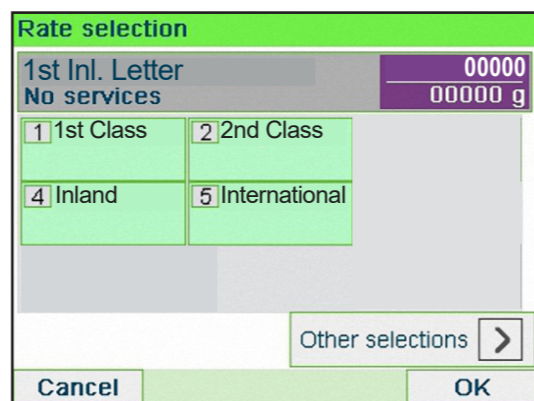 Rate selection
1st Inl. Letter
00000
No services
00000 g
1 1st Class
2 2nd Class
4 Inland
5 International
Other selections >
Cancel
OK